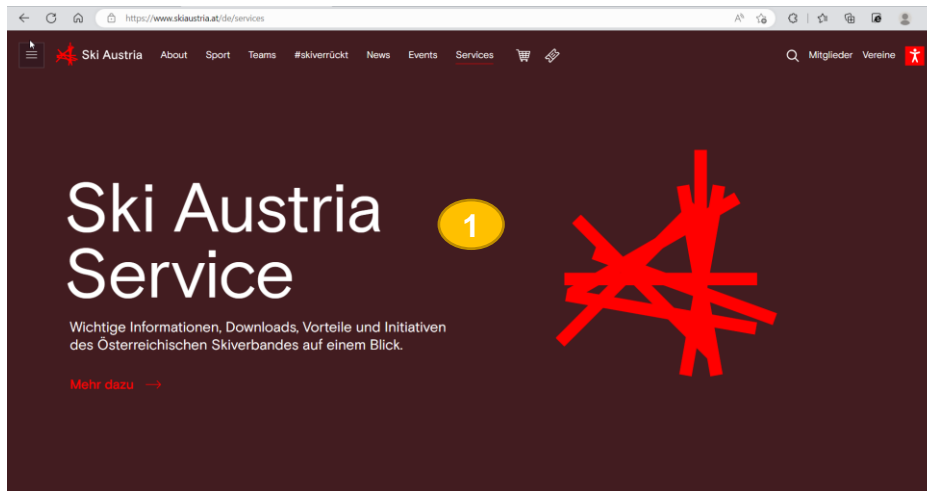 https://www.skiaustria.at/de/services
Ski Austria About Sport Teams #skiverrückt News Events Services Mitglieder Vereine
Ski Austria
Service
1
Wichtige Informationen, Downloads, Vorteile und Initiativen
des Österreichischen Skiverbandes auf einem Blick.
Mehr dazu →